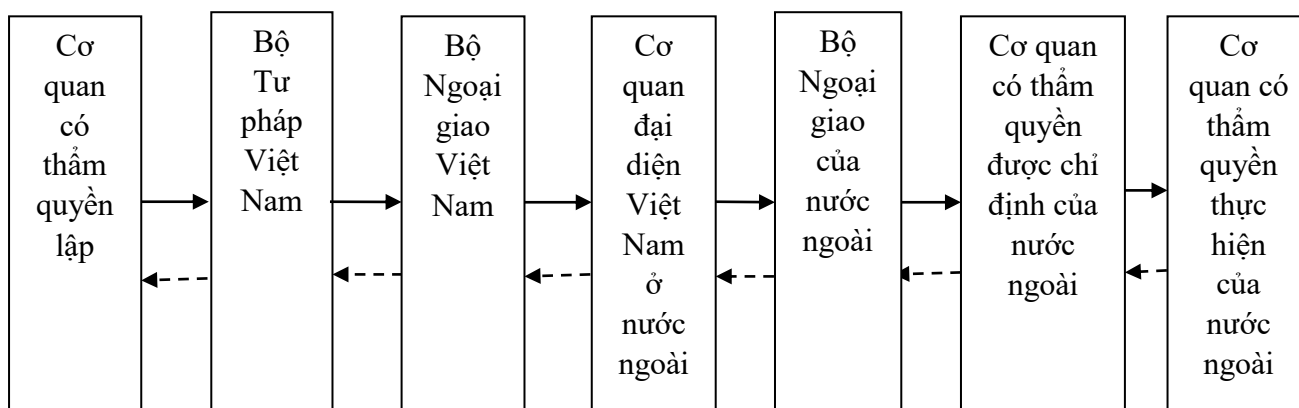 Cơ
quan
có
thẩm
quyền
lập
Bộ
Tư
pháp
Việt
Nam
Bộ
Ngoại
giao
Việt
Nam
Cơ
quan
đại
diện
Việt
Nam
ở
nước
ngoài
Bộ
Ngoại
giao
của
nước
ngoài
Cơ quan
có thẩm
quyền
được chỉ
định của
nước
ngoài
Cơ
quan có
thẩm
quyền
thực
hiện
của
nước
ngoài